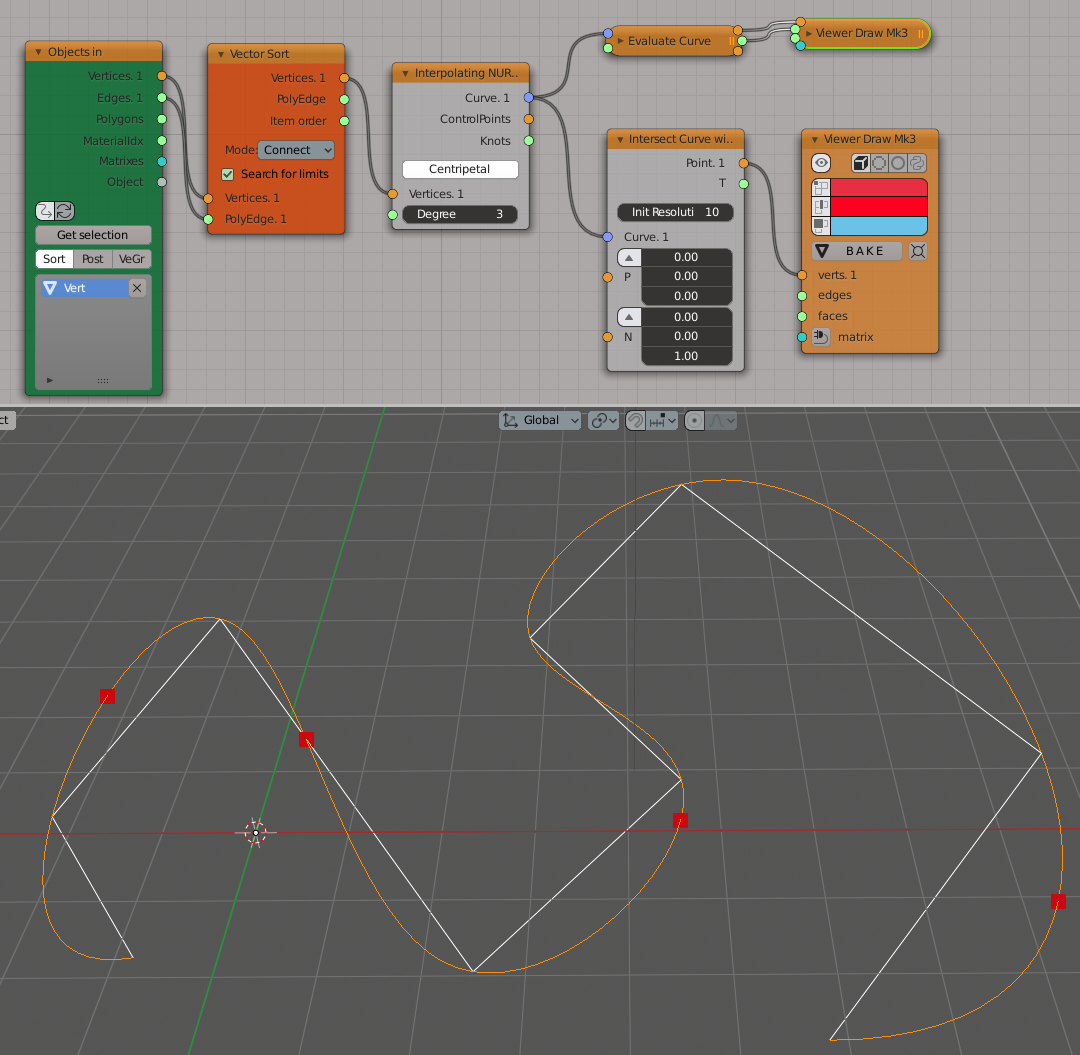 Objects in
Vertices. 1
Edges. 1
Polygons
MaterialIdx
Matrixes
Object
Get selection
Sort
Post
VeGr
Vert
Vector Sort
Vertices. 1
PolyEdge
Item order
Mode:
Connect
Search for limits
Vertices. 1
PolyEdge. 1
Interpolating NUR..
Curve. 1
ControlPoints
Knots
Centripetal
Vertices. 1
Degree 3
Evaluate Curve
Viewer Draw Mk3
Intersect Curve wi..
Point. 1
T
Init Resoluti 10
Curve. 1
0.00
P 0.00
0.00
0.00
N 0.00
1.00
Viewer Draw Mk3
BAKE
verts. 1
edges
faces
matrix
ct
Global